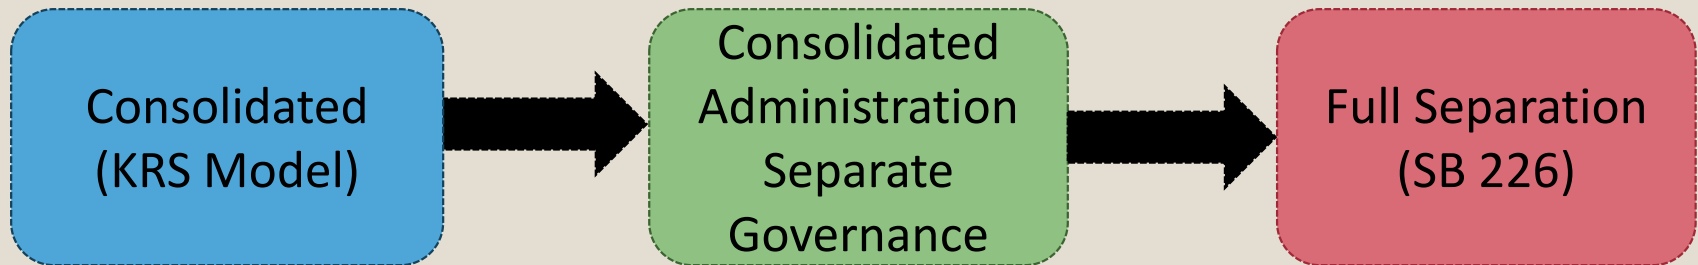 Consolidated
(KRS Model)
Consolidated
Administration
Separate
Governance
Full Separation
(SB 226)